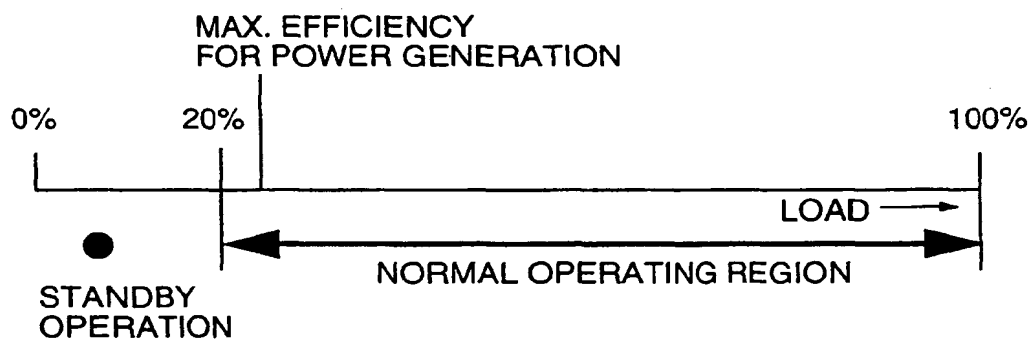 MAX. EFFICIENCY
FOR POWER GENERATION
0%
20%
100%
LOAD
NORMAL OPERATING REGION
STANDBY
OPERATION